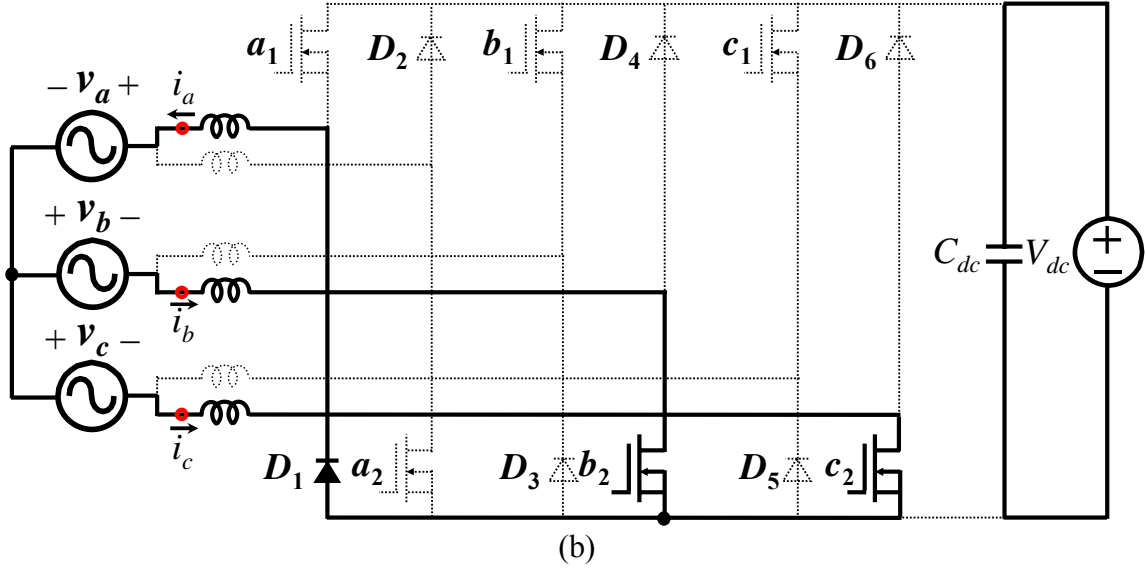 a1 D2 b1 D4 c1 D6
− va + ia
+ vb −
ib
Cdc Vdc + −
+ vc −
ic
D1 a2 D3 b2 D5 c2
(b)